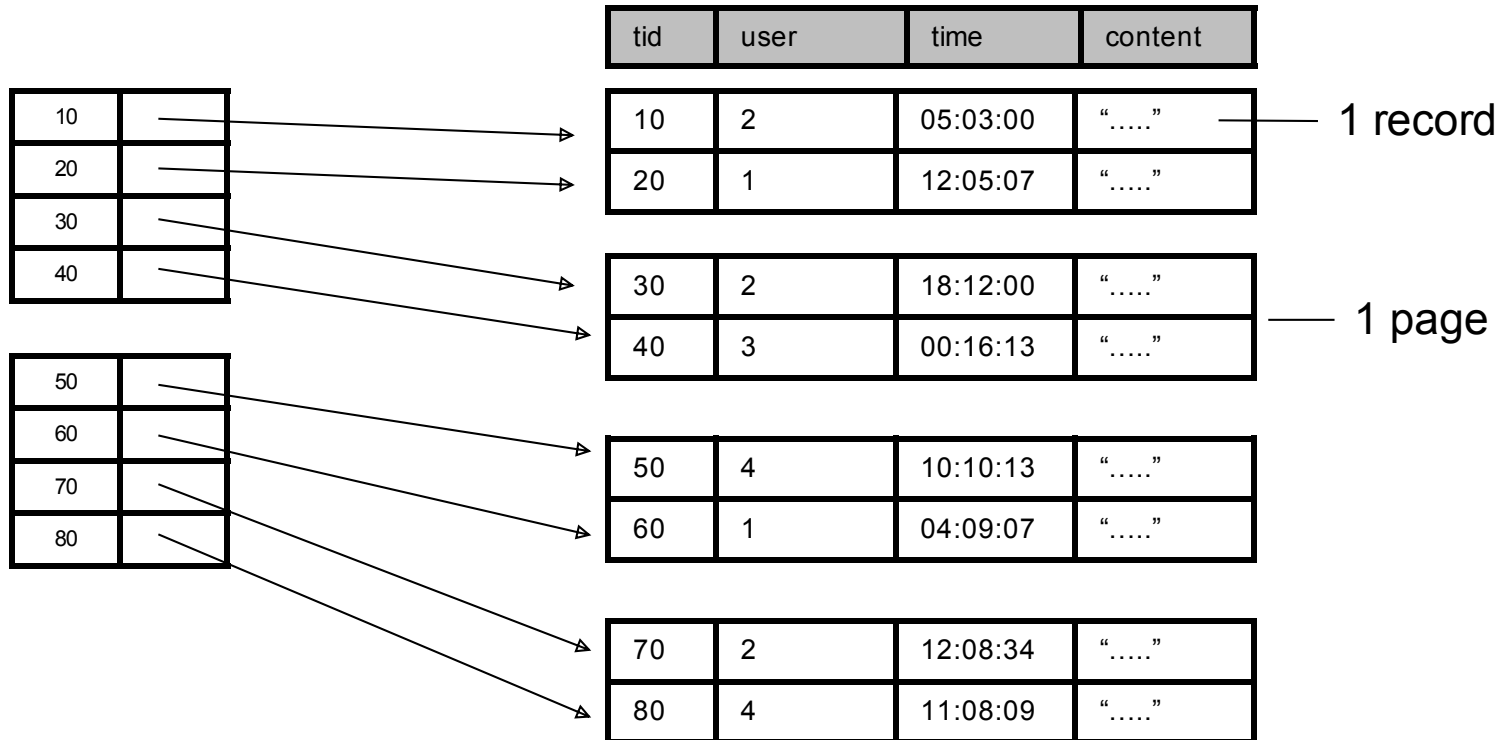 tid user time content
10 2 05:03:00 “…..” 1 record
20 1 12:05:07 “…..”
30 2 18:12:00 “…..”
40 3 00:16:13 “…..”
1 page
50 4 10:10:13 “…..”
60 1 04:09:07 “…..”
70 2 12:08:34 “…..”
80 4 11:08:09 “…..”
10
20
30
40
50
60
70
80